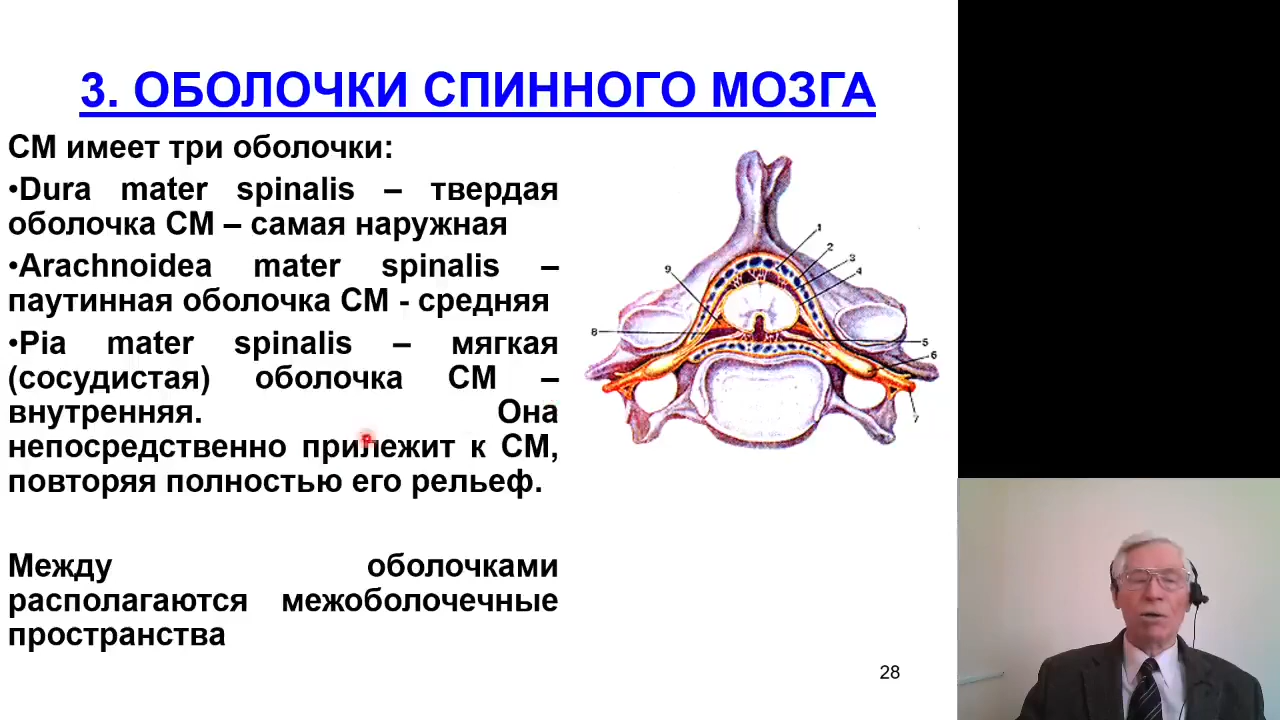 3. ОБОЛОЧКИ СПИННОГО МОЗГА
СМ имеет три оболочки:
•Dura mater spinalis – твердая
оболочка СМ – самая наружная
•Arachnoidea mater spinalis –
паутинная оболочка СМ - средняя
•Pia mater spinalis – мягкая
(сосудистая) оболочка СМ –
внутренняя. Она
непосредственно прилежит к СМ,
повторяя полностью его рельеф.
Между оболочками
располагаются межоболочечные
пространства
1
2
3
4
9
8
5
6
7
28